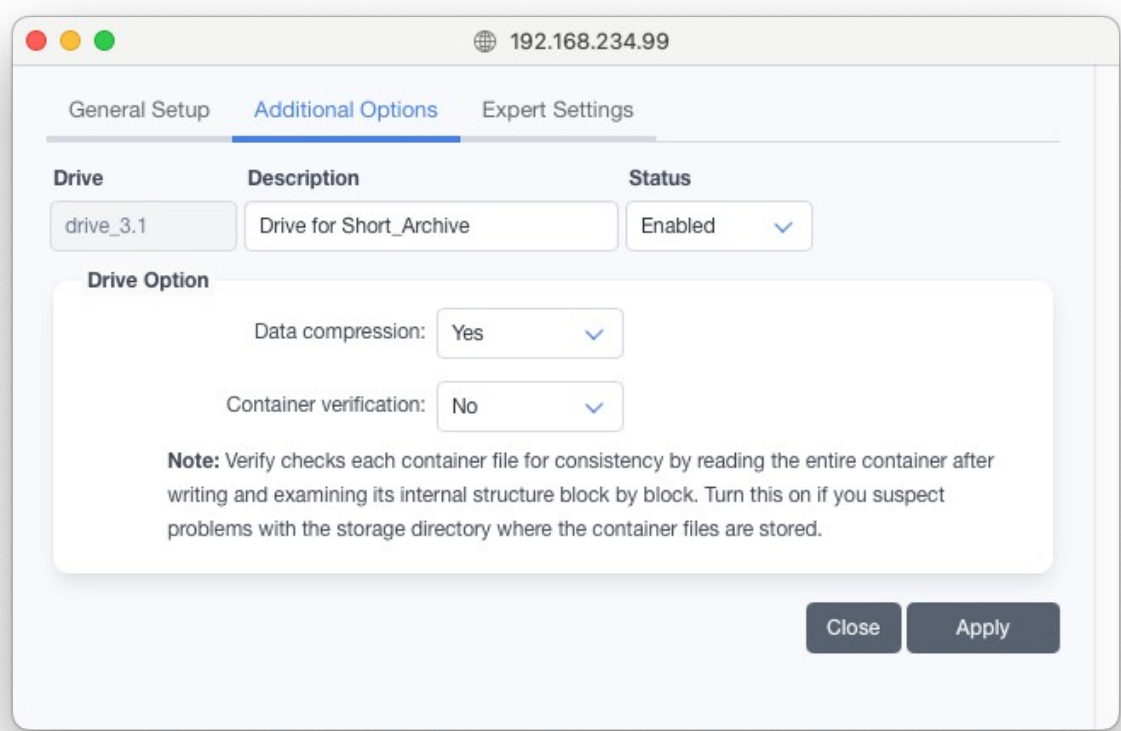 192.168.234.99
General Setup Additional Options Expert Settings
Drive Description Status
drive_3.1 Drive for Short_Archive Enabled
Drive Option
Data compression: Yes
Container verification: No
Note: Verify checks each container file for consistency by reading the entire container after
writing and examining its internal structure block by block. Turn this on if you suspect
problems with the storage directory where the container files are stored.
Close Apply